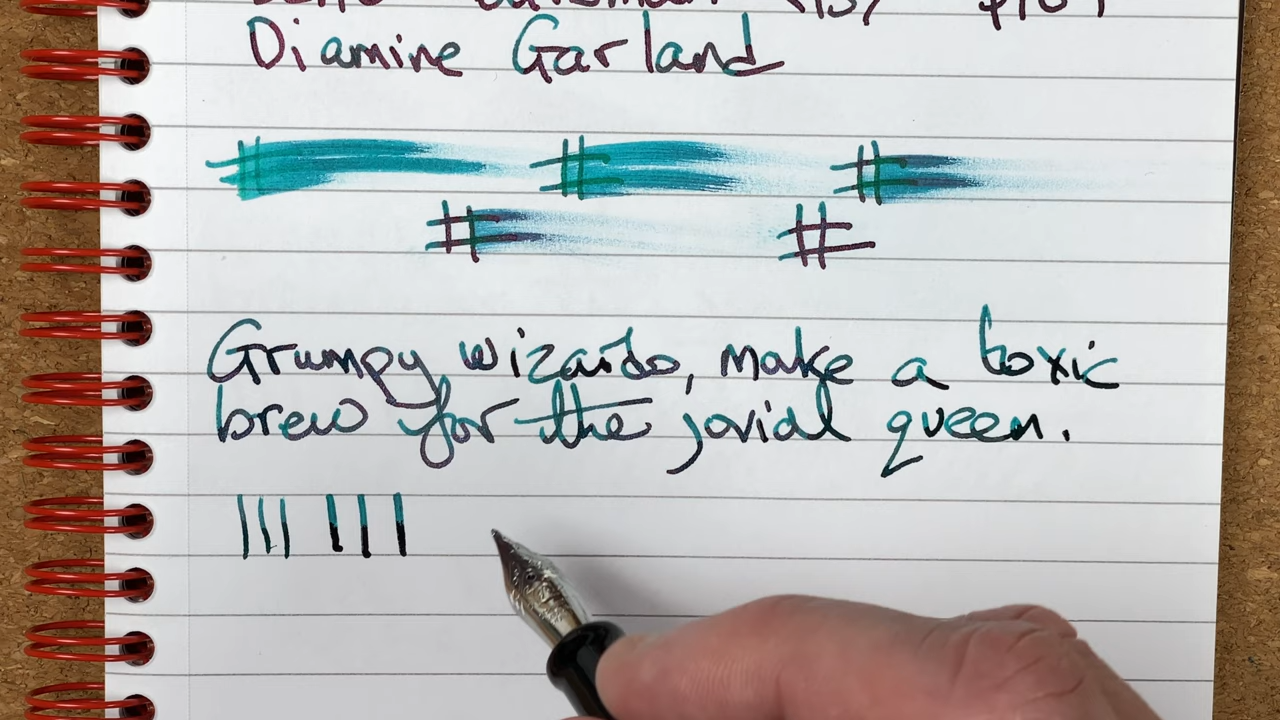 Diamine Garland
# # #
# #
Grumpy wizards, make a toxic
brew for the jovial queen.